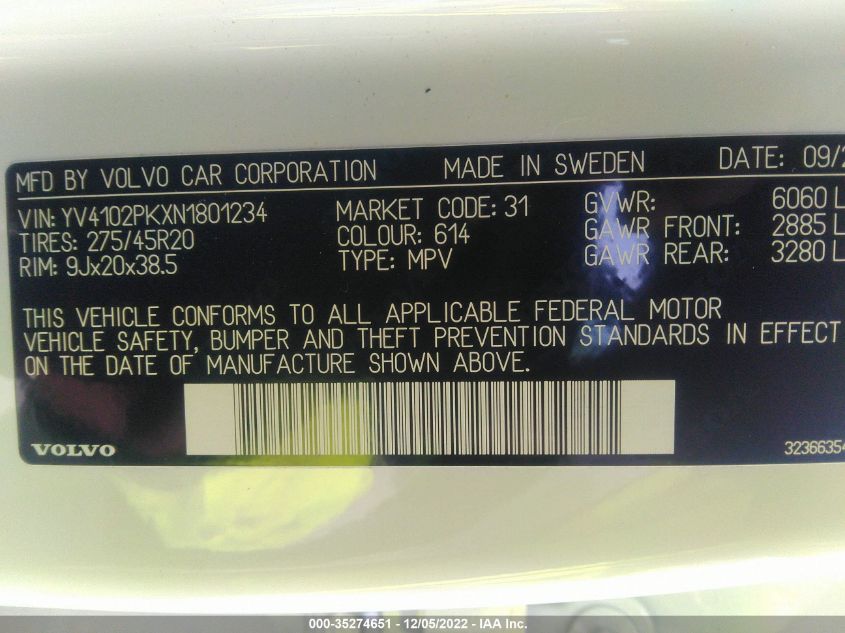 MFD BY VOLVO CAR CORPORATION MADE IN SWEDEN DATE: 09/2
VIN: YV4102PKXN1801234 MARKET CODE: 31 GVWR: 6060 L
TIRES: 275/45R20 COLOUR: 614 GAWR FRONT: 2885 L
RIM: 9Jx20x38.5 TYPE: MPV GAWR REAR: 3280 L
THIS VEHICLE CONFORMS TO ALL APPLICABLE FEDERAL MOTOR
VEHICLE SAFETY, BUMPER AND THEFT PREVENTION STANDARDS IN EFFECT
ON THE DATE OF MANUFACTURE SHOWN ABOVE.
VOLVO 32366354
000-35274651 - 12/05/2022 - IAA Inc.